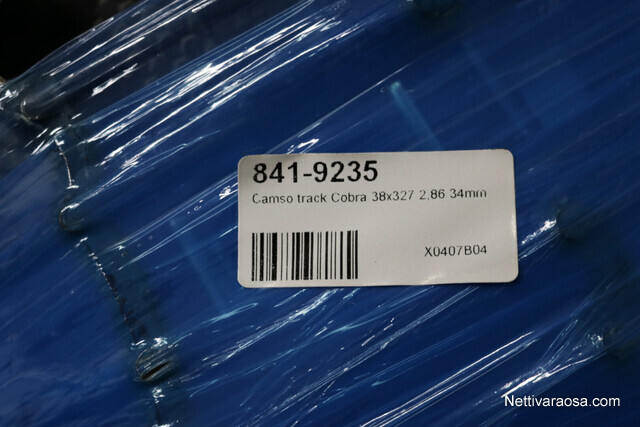 841-9235
Camso track Cobra 38x327 2,86 34mm
X0407B04
Nettivaraosa.com